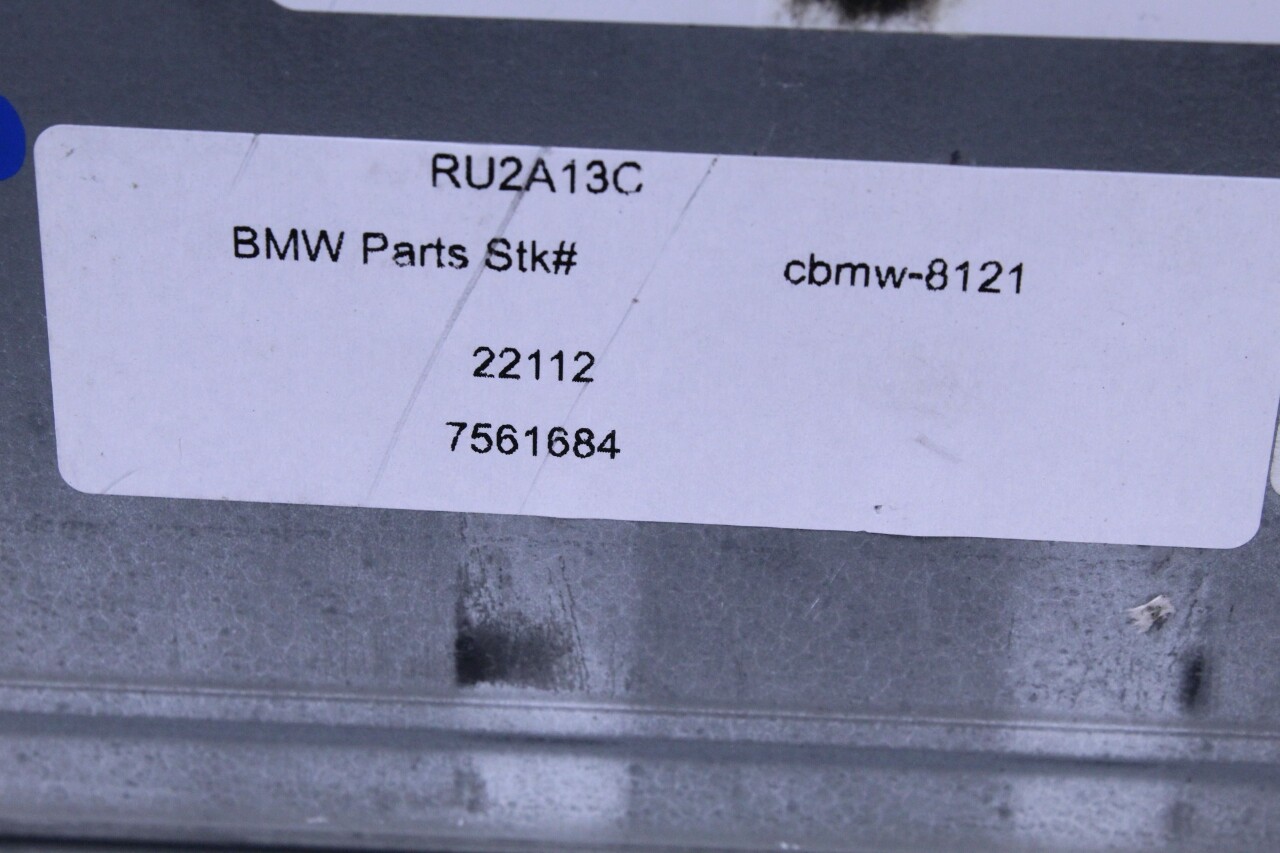 RU2A13C
BMW Parts Stk# cbmw-8121
22112
7561684